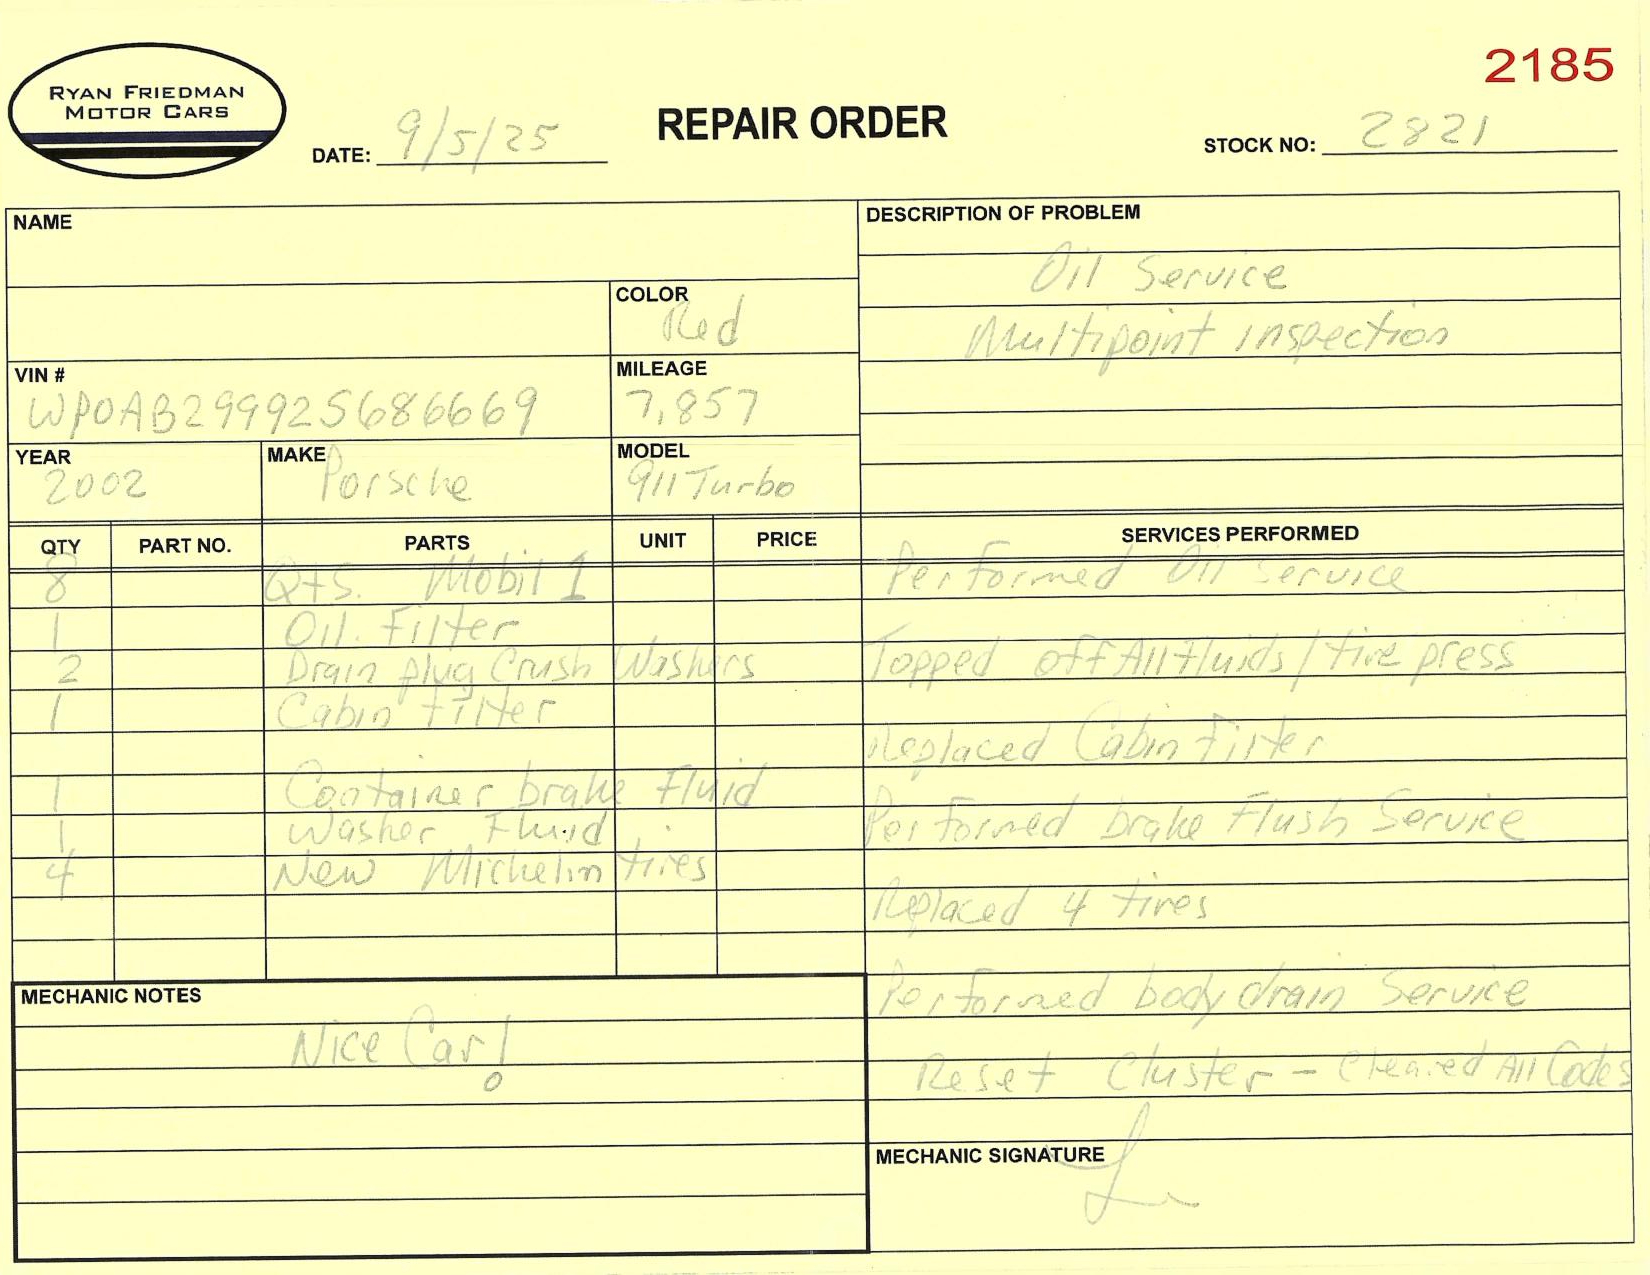 RYAN FRIEDMAN
MOTOR CARS
2185
REPAIR ORDER
DATE: 9/5/25
STOCK NO: 2821
NAME
COLOR
Red
VIN #
WP0AB29992S686669
MILEAGE
7,857
YEAR
2002
MAKE
Porsche
MODEL
911 Turbo
DESCRIPTION OF PROBLEM
Oil Service
Multipoint inspection
QTY PART NO. PARTS UNIT PRICE
8 Qts. Mobil 1
1 Oil. Filter
2 Drain plug Crush Washers
1 Cabin Filter
1 Container brake Fluid
1 Washer Fluid
4 New Michelin tires
SERVICES PERFORMED
Performed Oil Service
Topped off All fluids / tire press
Replaced Cabin Filter
Performed brake Flush Service
Replaced 4 tires
Performed body drain Service
Reset Cluster - Cleared All Codes
MECHANIC NOTES
Nice Car!
MECHANIC SIGNATURE